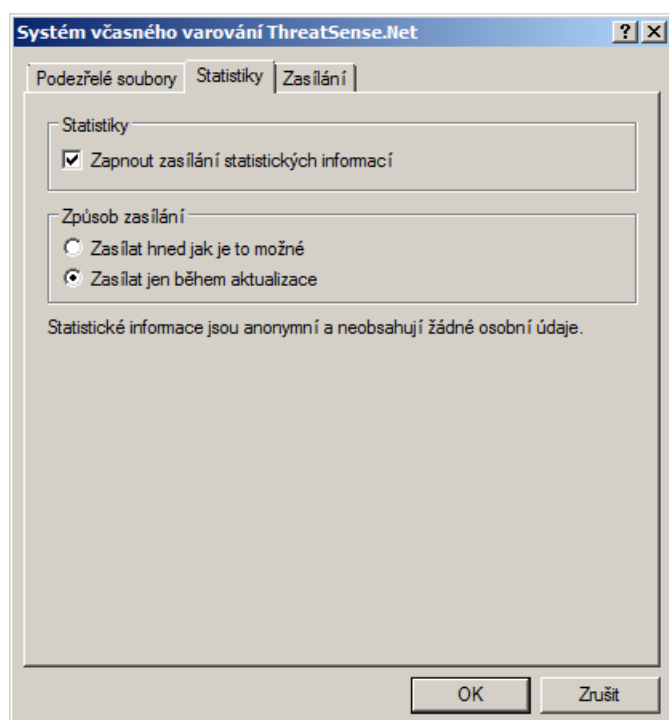 Systém včasného varování ThreatSense.Net
Podezřelé soubory Statistiky Zasílání
Statistiky
Zapnout zasílání statistických informací
Způsob zasílání
Zasílat hned jak je to možné
Zasílat jen během aktualizace
Statistické informace jsou anonymní a neobsahují žádné osobní údaje.
OK Zrušit